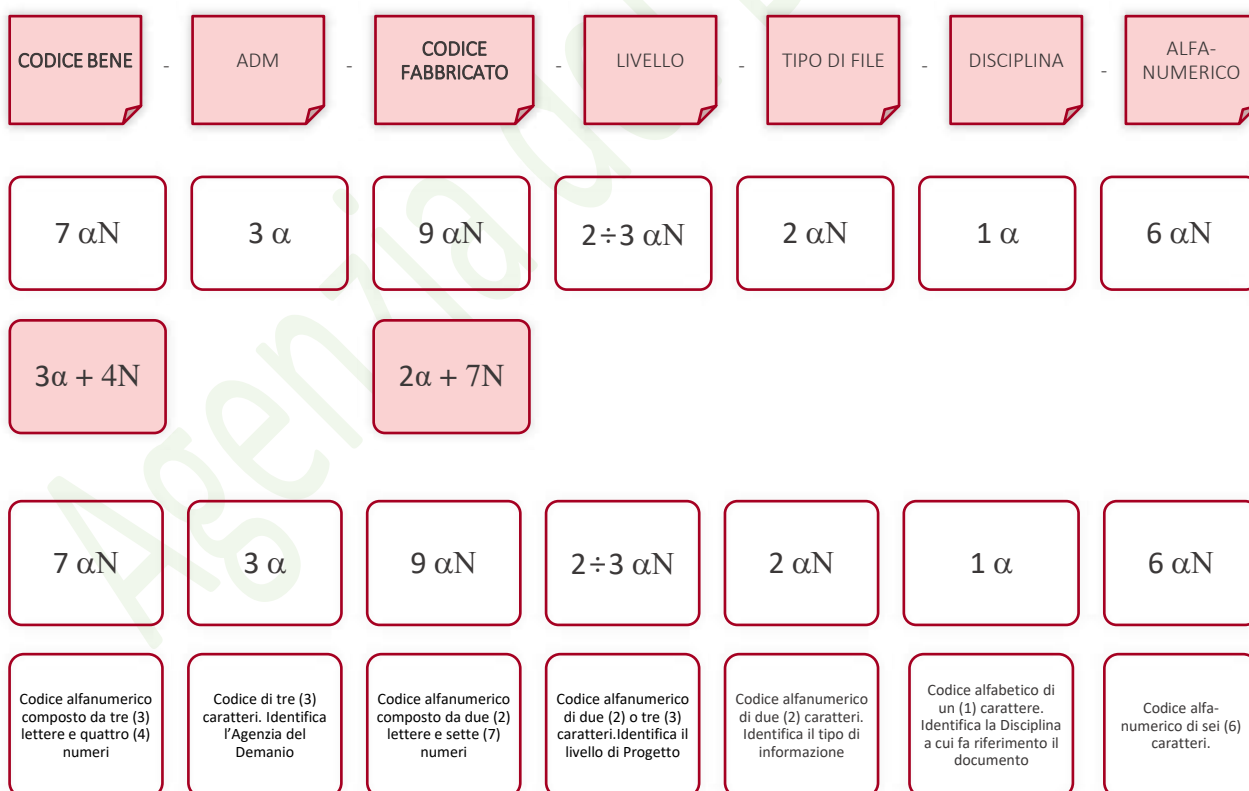 CODICE BENE
-
ADM
-
CODICE
FABBRICATO
-
LIVELLO
-
TIPO DI FILE
-
DISCIPLINA
-
ALFA-
NUMERICO
7 αN
3 α
9 αN
2÷3 αN
2 αN
1 α
6 αN
3α + 4N
2α + 7N
7 αN
3 α
9 αN
2÷3 αN
2 αN
1 α
6 αN
Codice alfanumerico
composto da tre (3)
lettere e quattro (4)
numeri
Codice di tre (3)
caratteri. Identifica
l’Agenzia del
Demanio
Codice alfanumerico
composto da due (2)
lettere e sette (7)
numeri
Codice alfanumerico
di due (2) o tre (3)
caratteri.Identifica il
livello di Progetto
Codice alfanumerico
di due (2) caratteri.
Identifica il tipo di
informazione
Codice alfabetico di
un (1) carattere.
Identifica la Disciplina
a cui fa riferimento il
documento
Codice alfa-
numerico di sei (6)
caratteri.
Agenzia